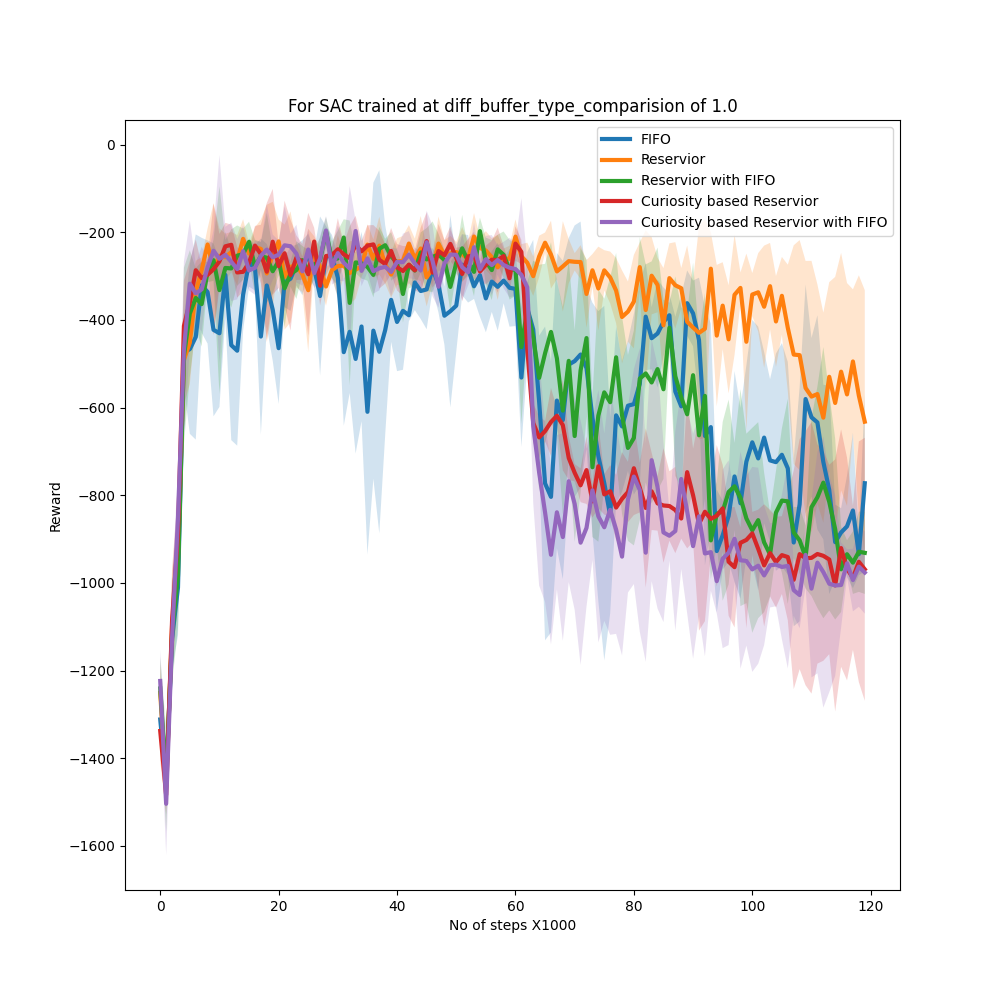 For SAC trained at diff_buffer_type_comparision of 1.0
FIFO
Reservior
Reservior with FIFO
Curiosity based Reservior
Curiosity based Reservior with FIFO
0
−200
−400
−600
−800
−1000
−1200
−1400
−1600
Reward
0 20 40 60 80 100 120
No of steps X1000